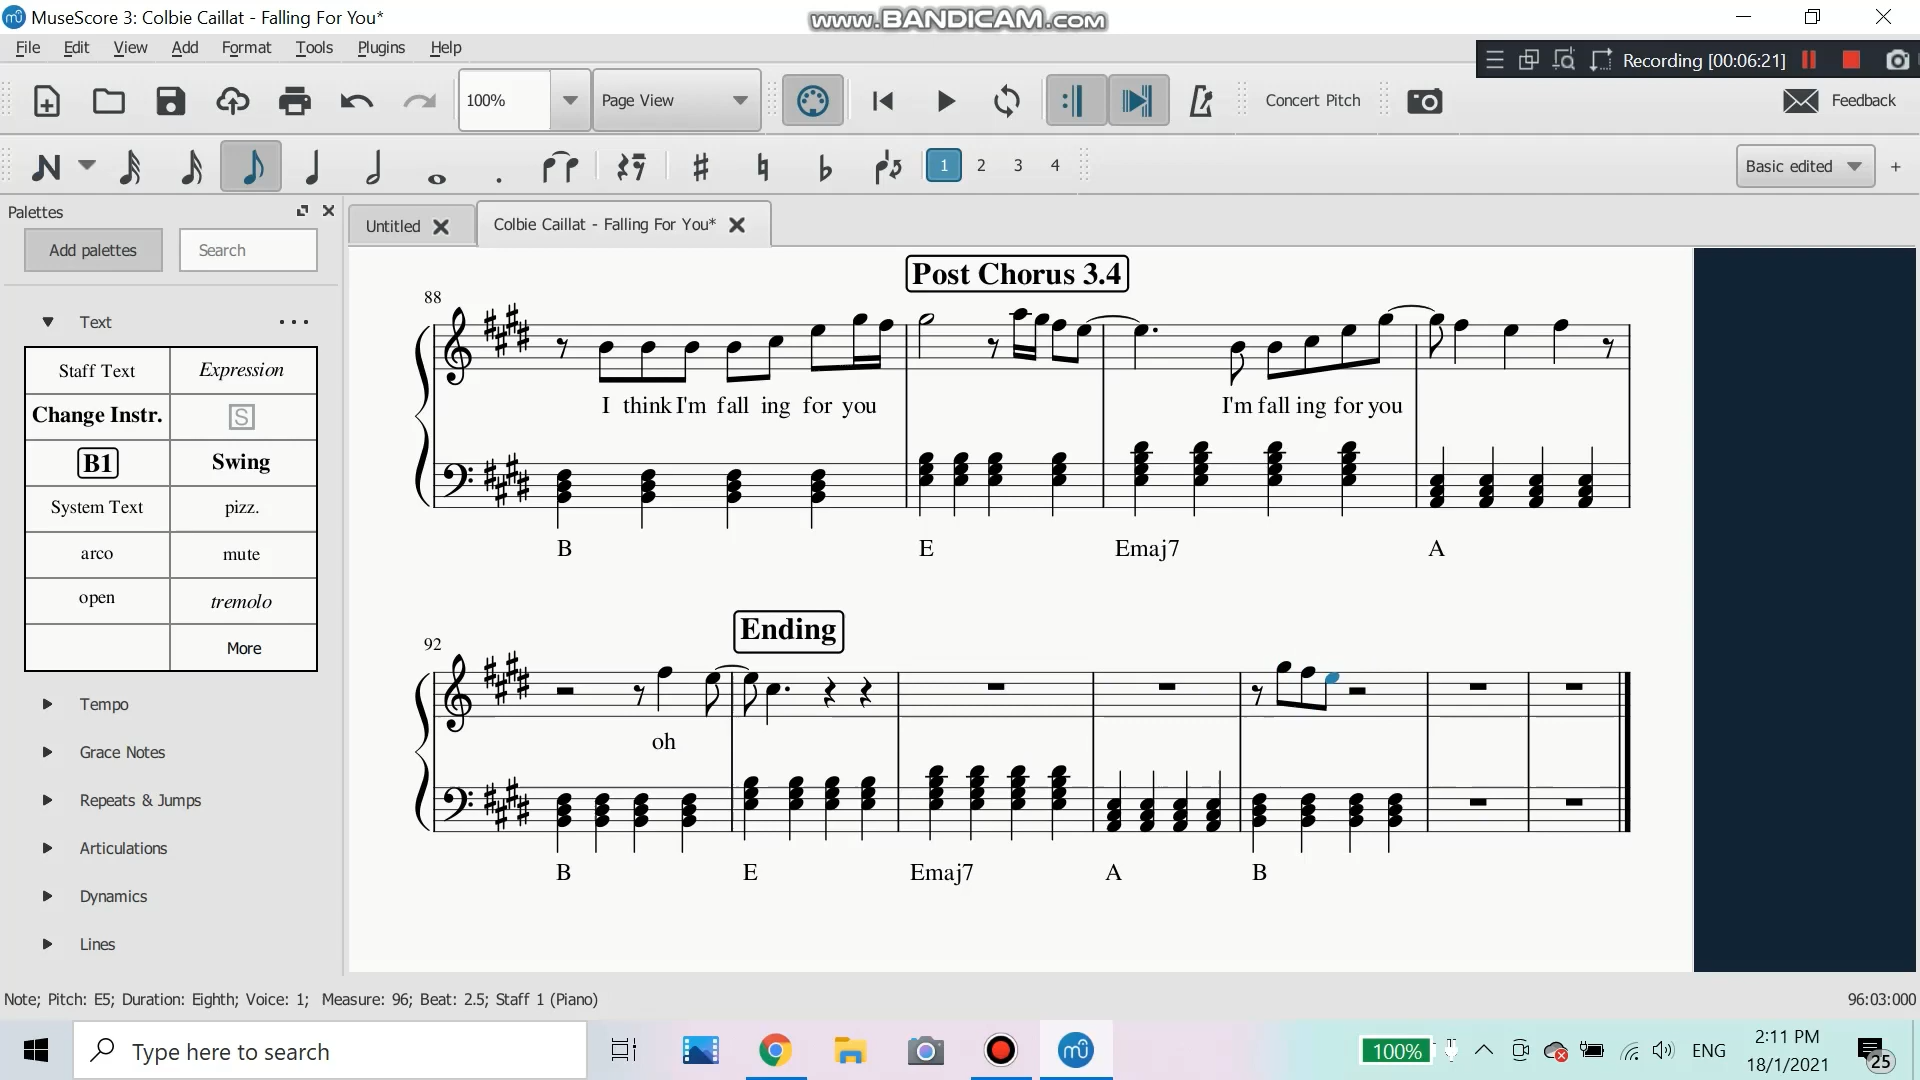 MuseScore 3: Colbie Caillat - Falling For You*
www.BANDICAM.com
File Edit View Add Format Tools Plugins Help
Recording [00:06:21]
100% Page View Concert Pitch Feedback
1 2 3 4 Basic edited +
Palettes
Untitled Colbie Caillat - Falling For You*
Add palettes Search
Text
Staff Text Expression
Change Instr. S
B1 Swing
System Text pizz.
arco mute
open tremolo
More
Tempo
Grace Notes
Repeats & Jumps
Articulations
Dynamics
Lines
Post Chorus 3.4
88
I think I'm fall ing for you I'm fall ing for you
B E Emaj7 A
Ending
92
oh
B E Emaj7 A B
Note; Pitch: E5; Duration: Eighth; Voice: 1; Measure: 96; Beat: 2.5; Staff 1 (Piano) 96:03:000
Type here to search
100% ENG 2:11 PM
18/1/2021
25